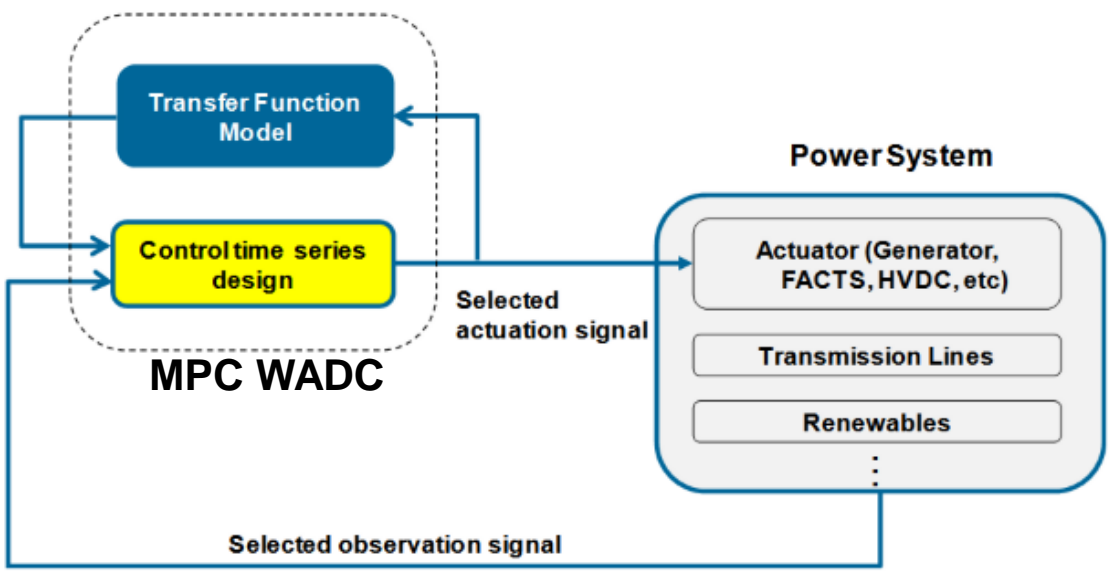 Transfer Function
Model
Control time series
design
MPC WADC
Selected
actuation signal
Power System
Actuator (Generator,
FACTS, HVDC, etc)
Transmission Lines
Renewables
⋮
Selected observation signal